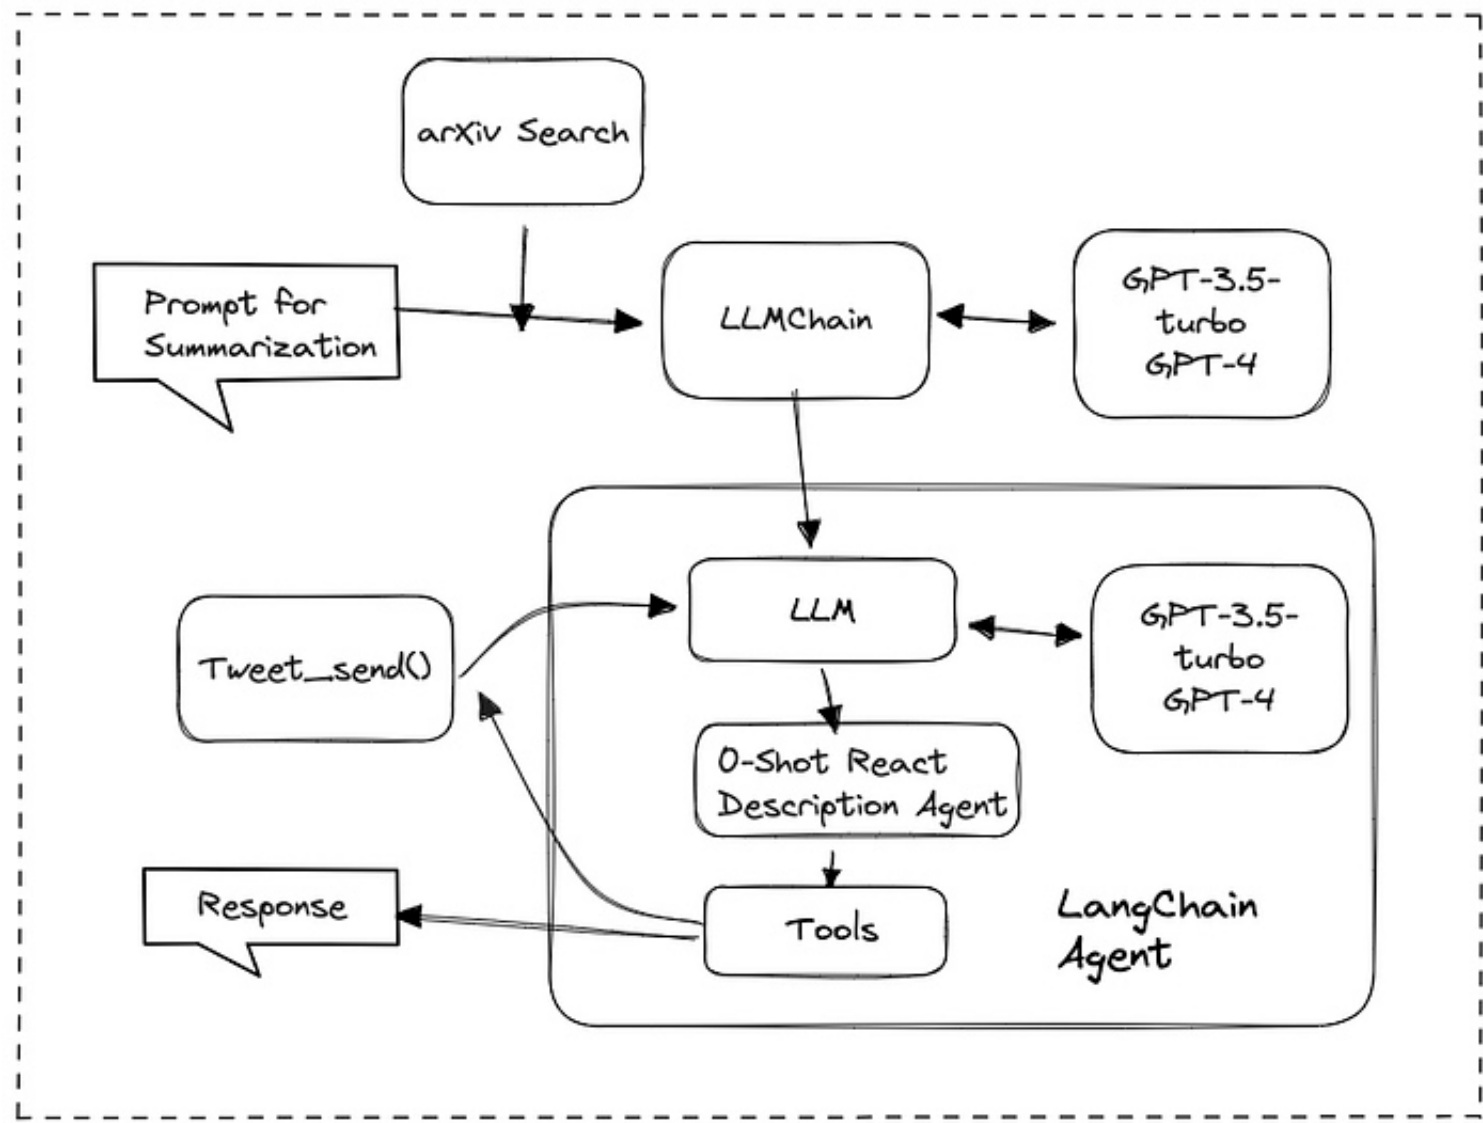 arXiv Search
Prompt for
Summarization
LLMChain
GPT-3.5-
turbo
GPT-4
LLM
GPT-3.5-
turbo
GPT-4
Tweet_send()
0-Shot React
Description Agent
Response
Tools
LangChain
Agent